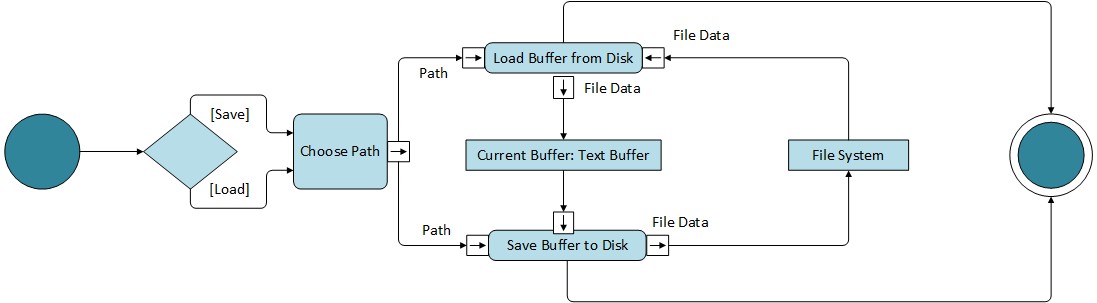 File Data
Load Buffer from Disk
Path
File Data
[Save]
Choose Path
Current Buffer: Text Buffer
File System
[Load]
File Data
Path
Save Buffer to Disk